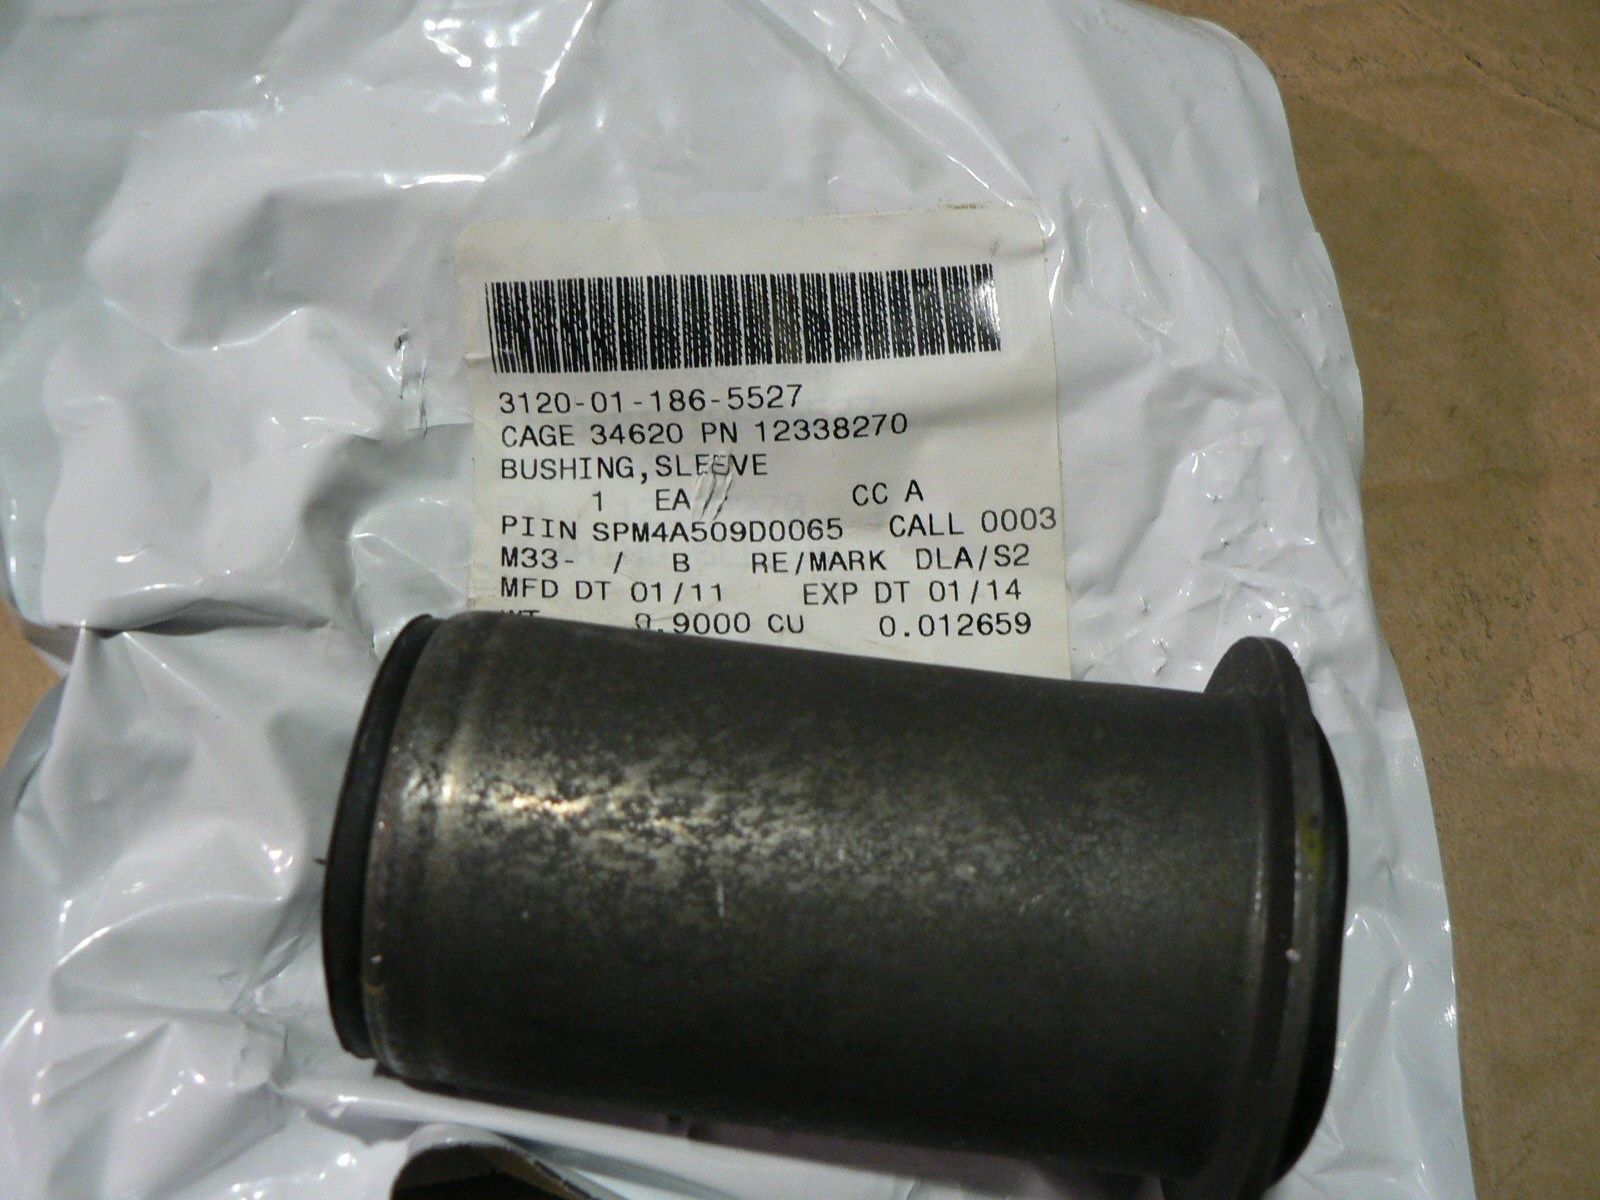 3120-01-186-5527
CAGE 34620 PN 12338270
BUSHING,SLEEVE
1 EA CC A
PIIN SPM4A509D0065 CALL 0003
M33- / B RE/MARK DLA/S2
MFD DT 01/11 EXP DT 01/14
WT 0.9000 CU 0.012659